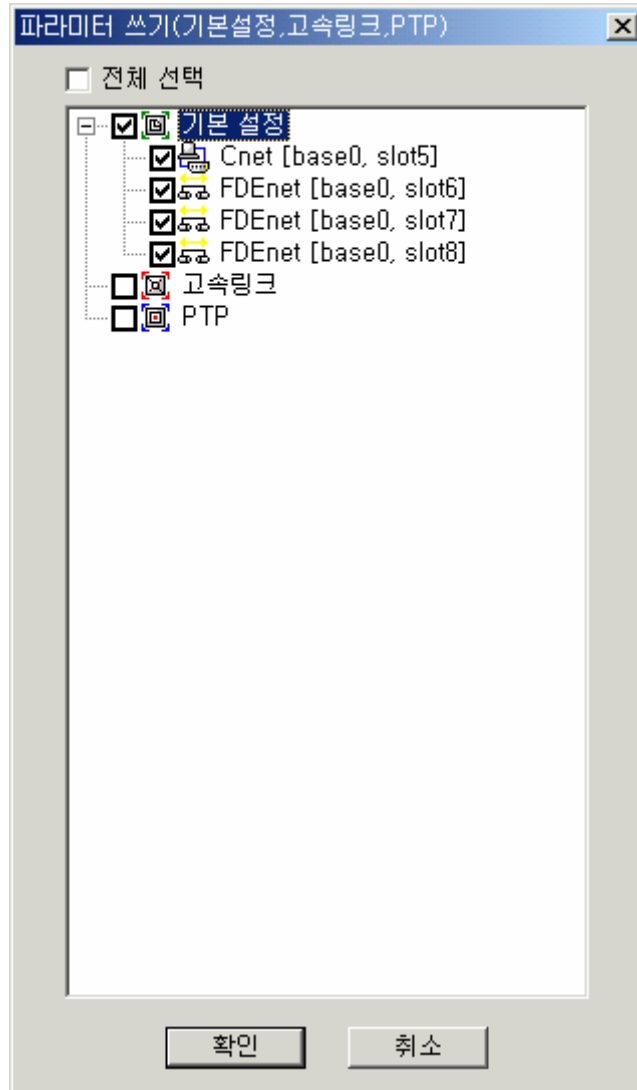 파라미터 쓰기(기본설정,고속링크,PTP)
전체 선택
기본 설정
Cnet [base0, slot5]
FDEnet [base0, slot6]
FDEnet [base0, slot7]
FDEnet [base0, slot8]
고속링크
PTP
확인 취소